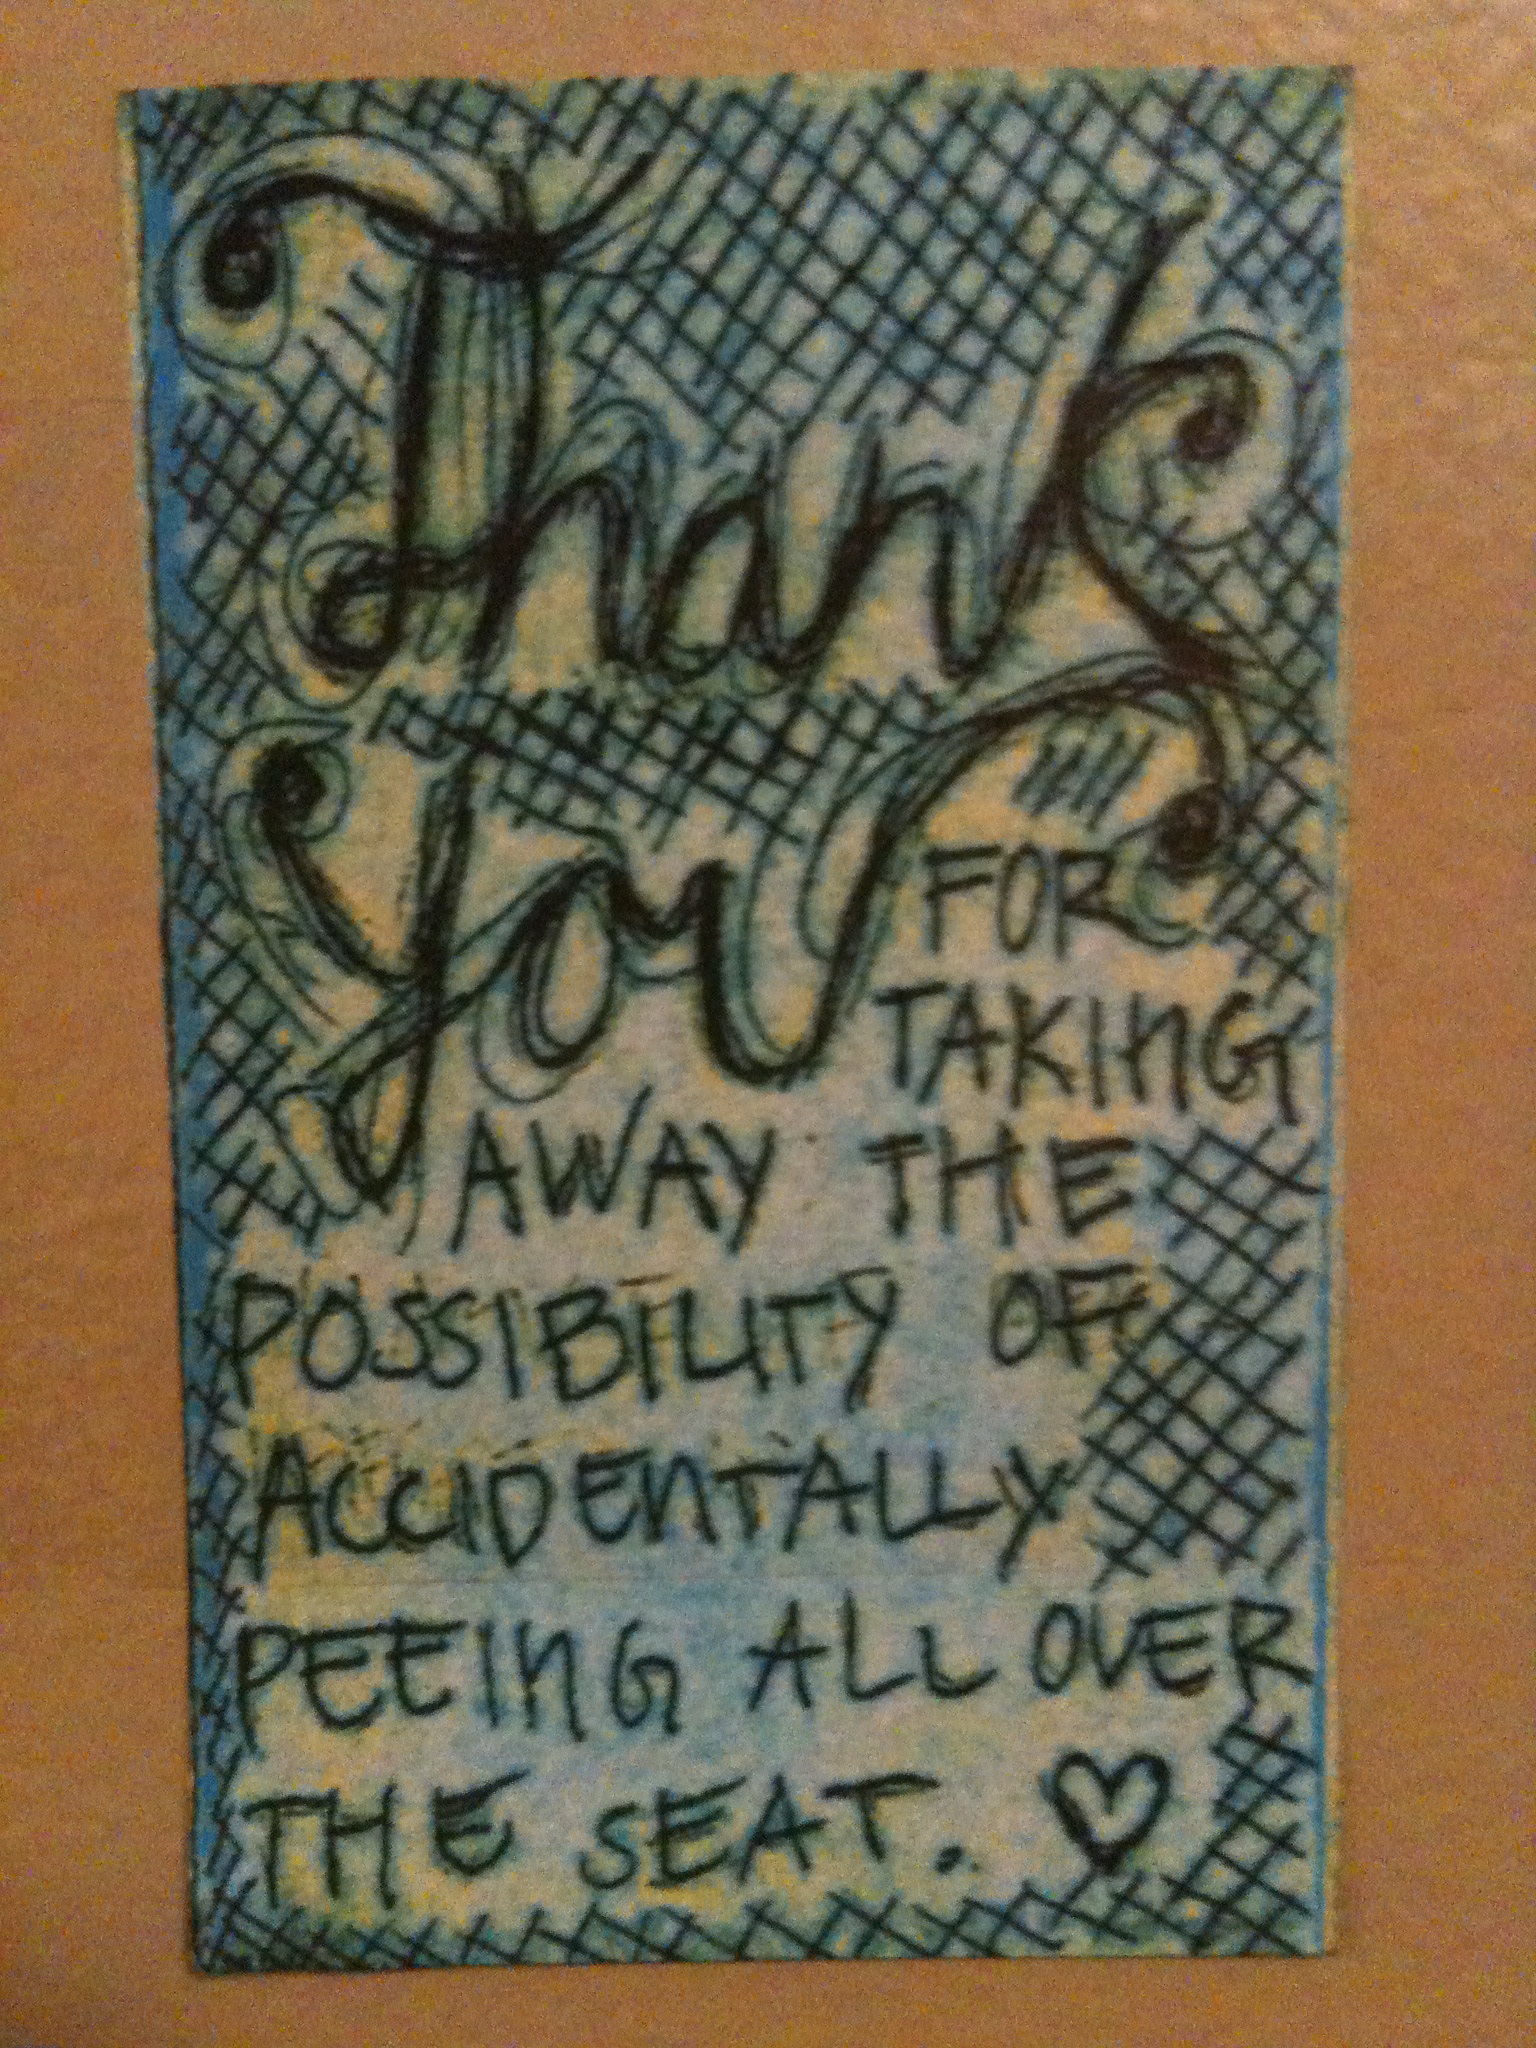 Thank
You FOR
TAKING
AWAY THE
POSSIBILITY OF
ACCIDENTALLY
PEEING ALL OVER
THE SEAT. ♡